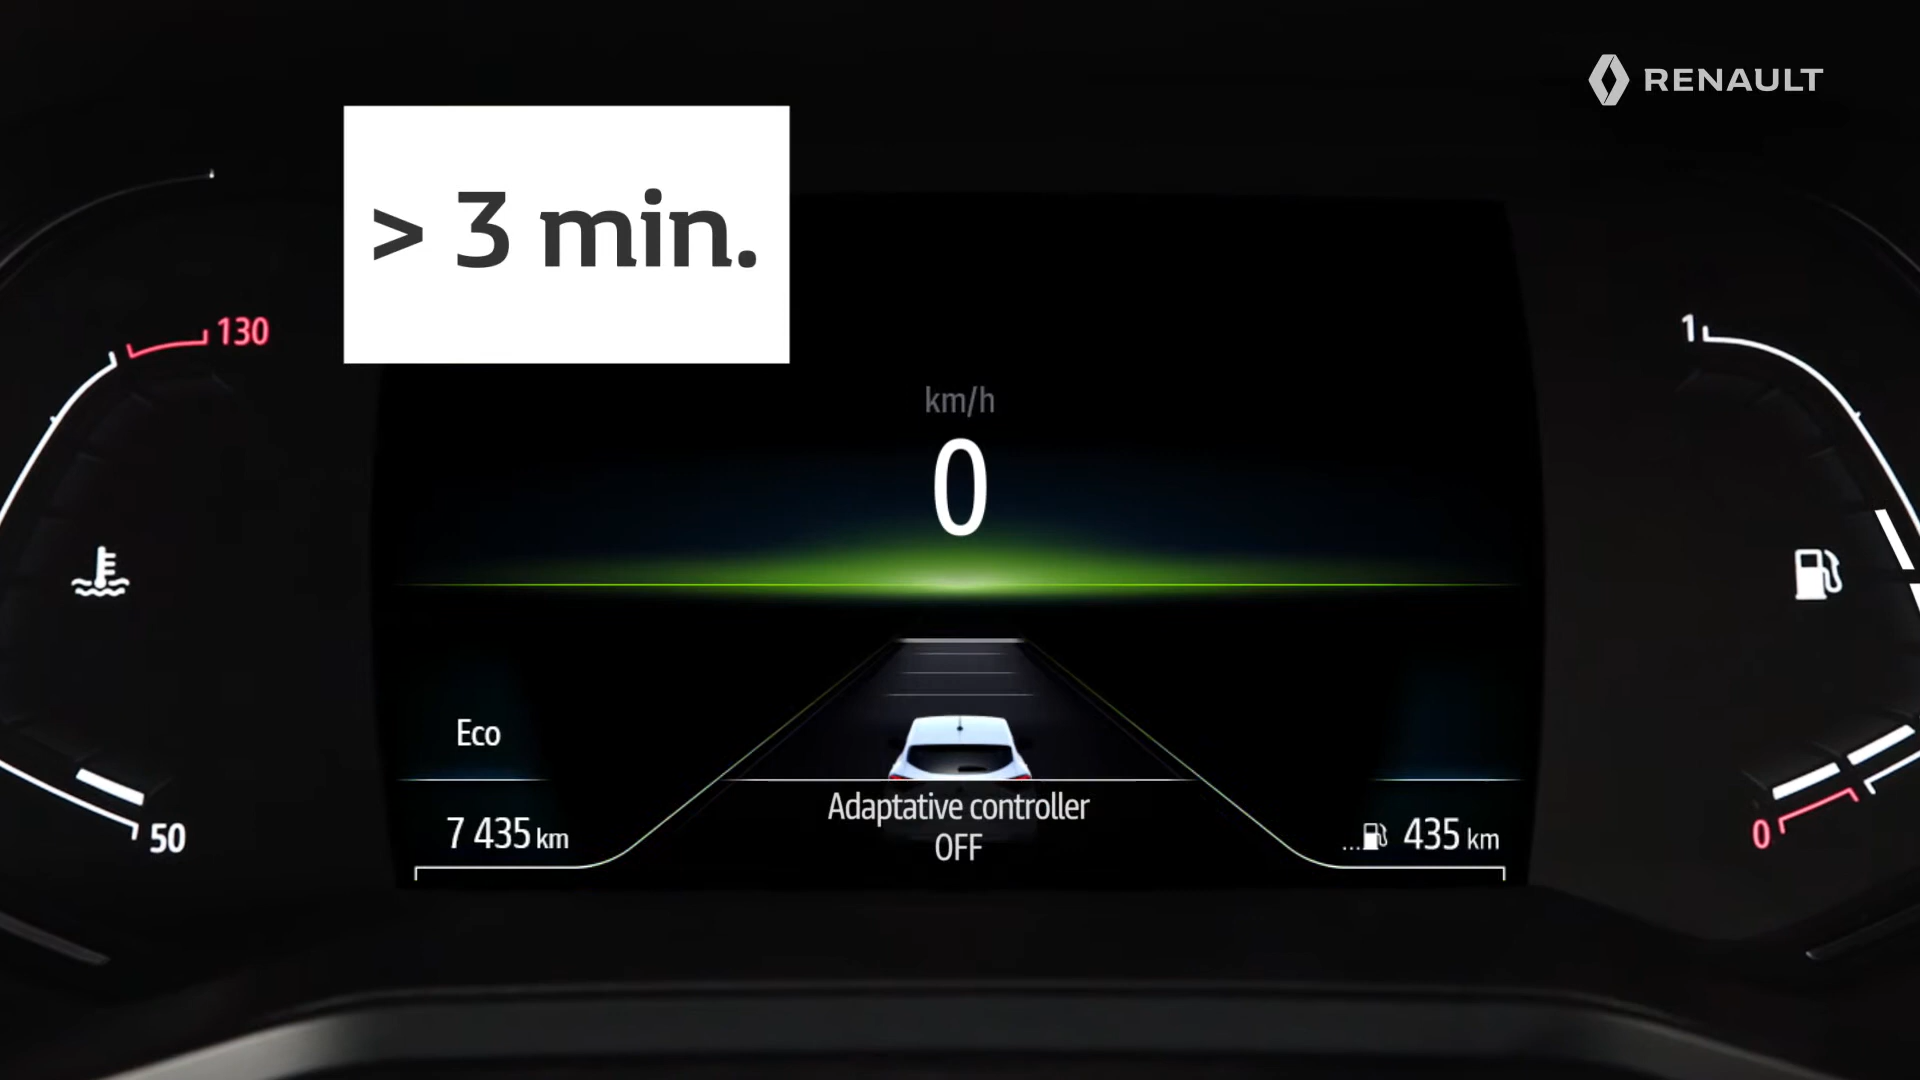 RENAULT
> 3 min.
130
1
km/h
0
Eco
Adaptative controller
OFF
7 435 km
...435 km
50
0